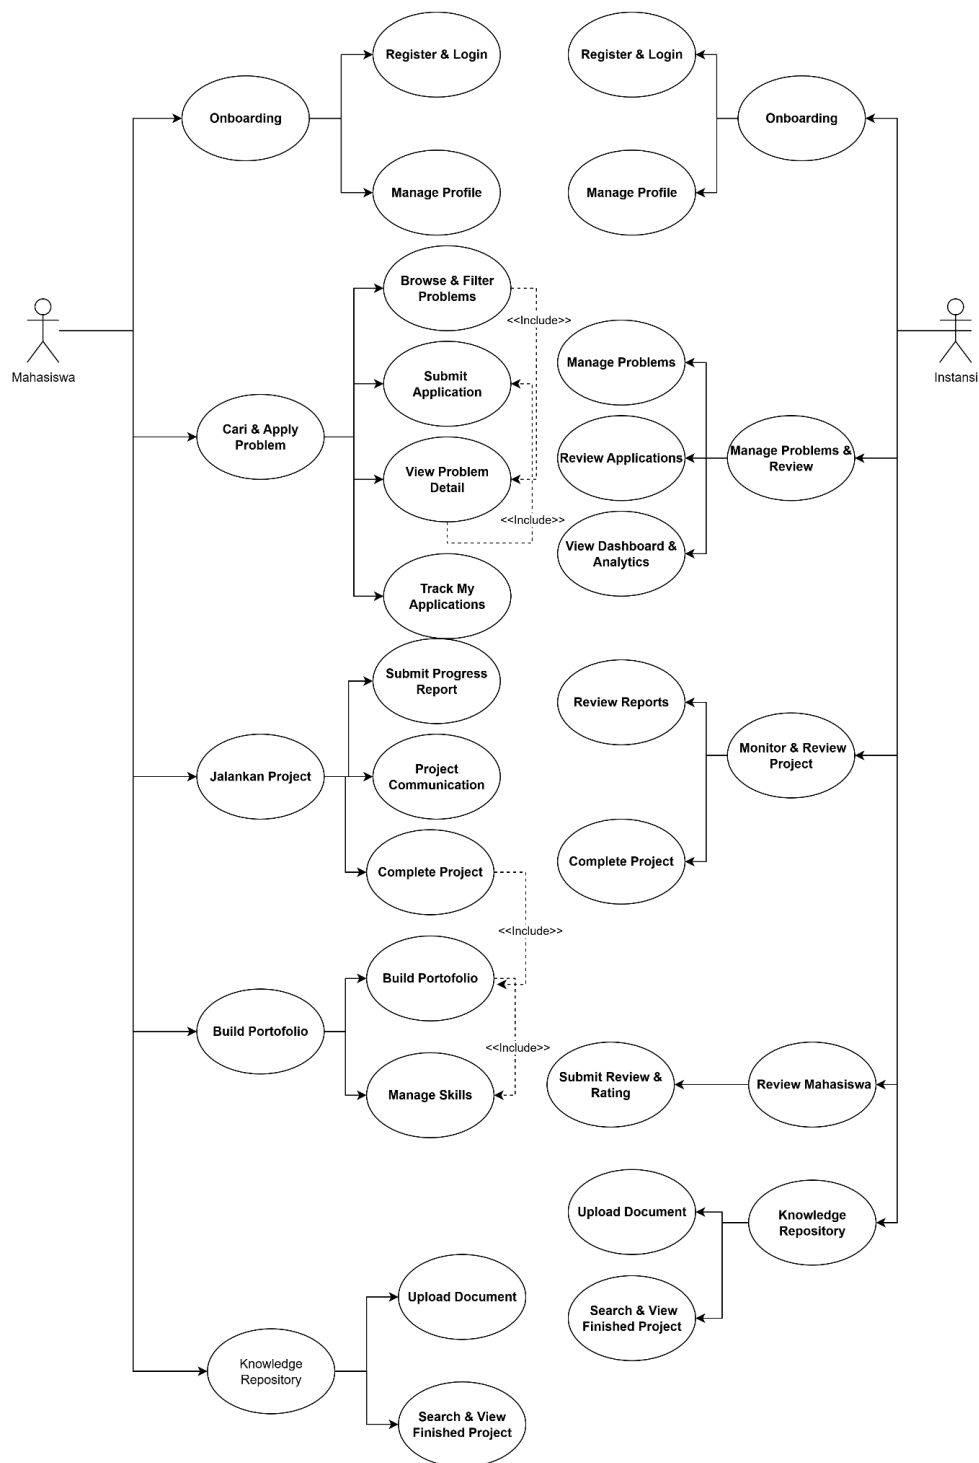 Register & Login
Register & Login
Onboarding
Onboarding
Manage Profile
Manage Profile
Browse & Filter
Problems
<<Include>>
Mahasiswa
Instansi
Manage Problems
Submit
Application
Cari & Apply
Problem
Review Applications
Manage Problems &
Review
View Problem
Detail
<<Include>>
View Dashboard &
Analytics
Track My
Applications
Submit Progress
Report
Review Reports
Monitor & Review
Project
Jalankan Project
Project
Communication
Complete Project
Complete Project
<<Include>>
Build Portofolio
Build Portofolio
<<Include>>
Manage Skills
Submit Review &
Rating
Review Mahasiswa
Upload Document
Knowledge
Repository
Upload Document
Search & View
Finished Project
Knowledge
Repository
Search & View
Finished Project